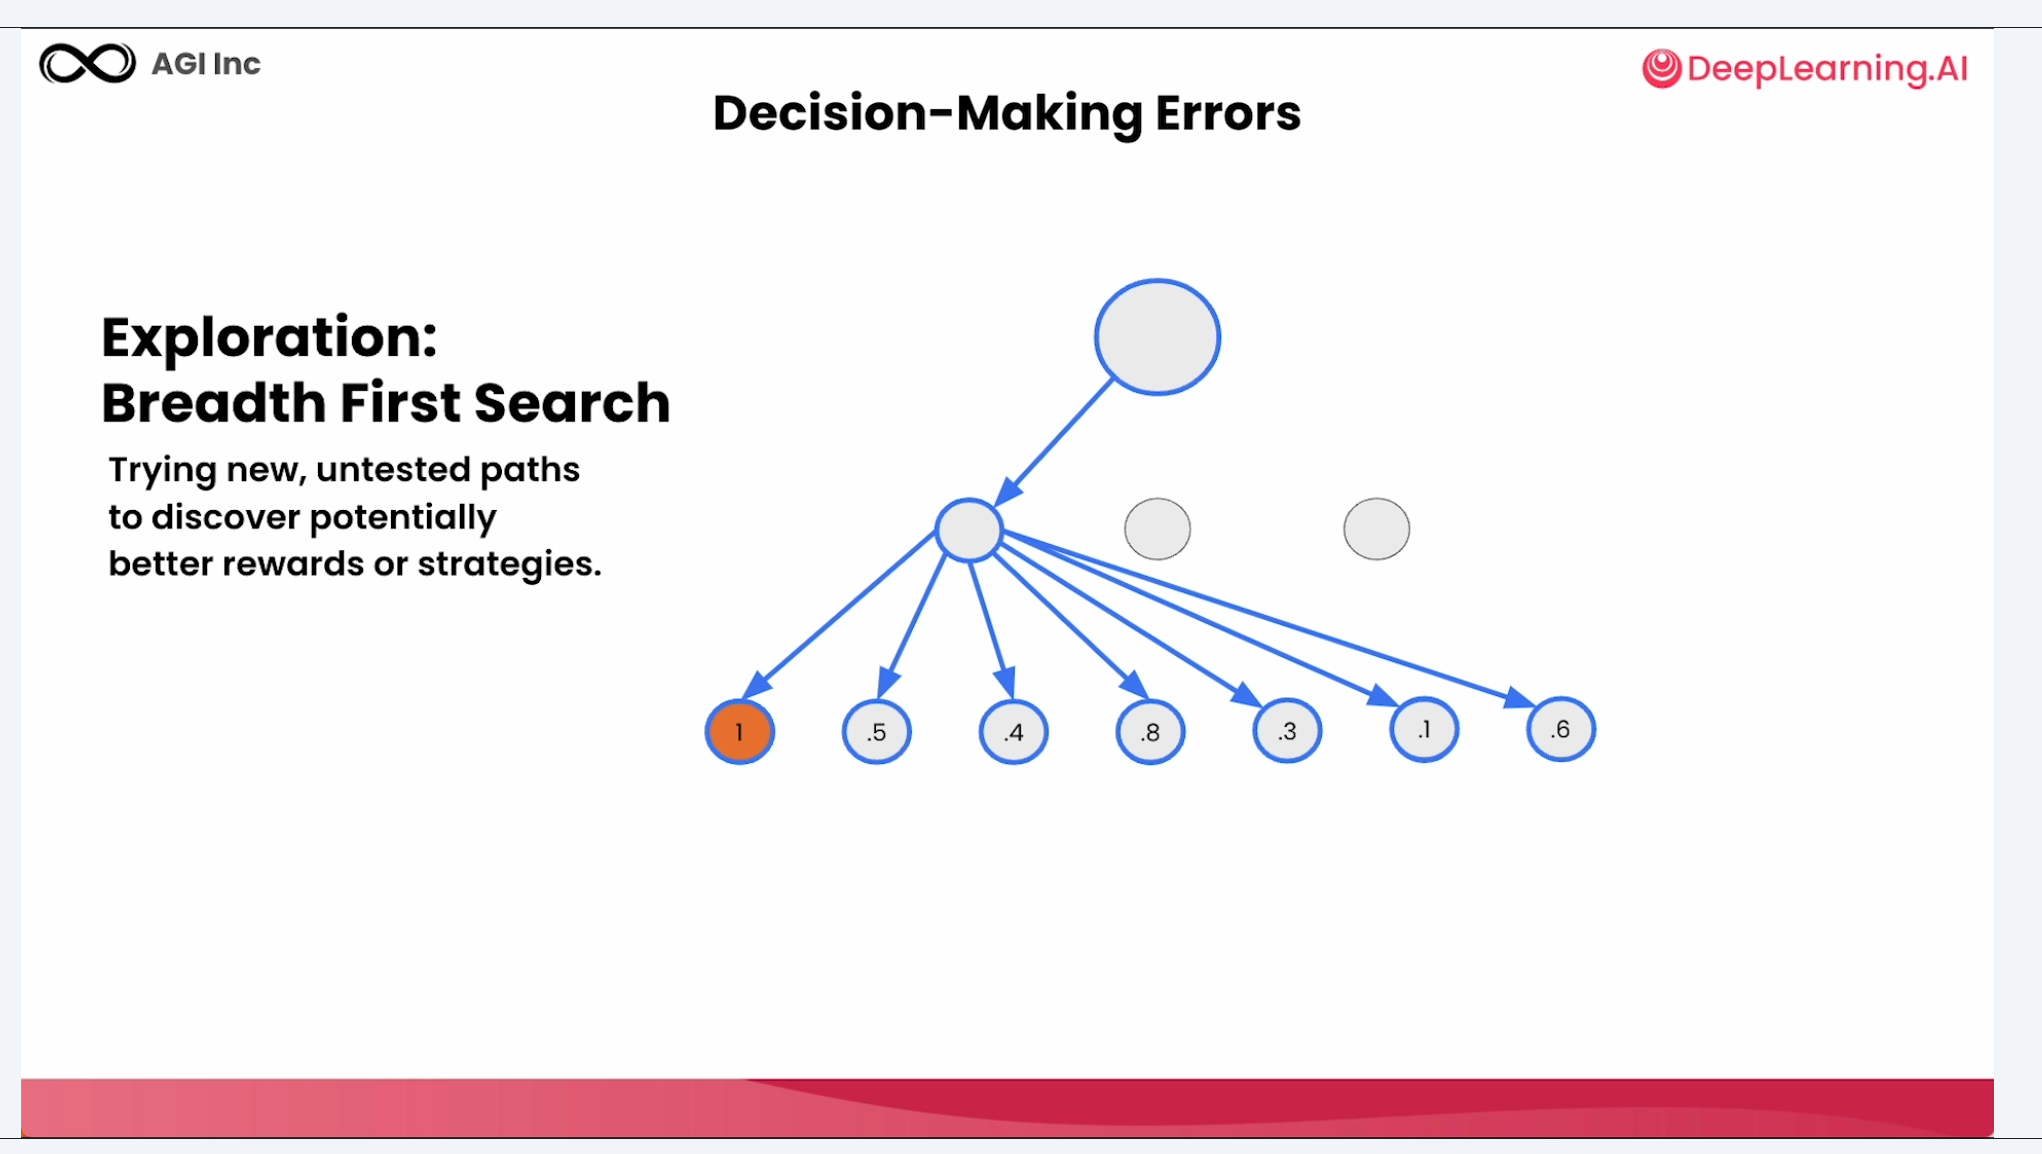 AGI Inc
DeepLearning.AI
Decision-Making Errors
Exploration:
Breadth First Search
Trying new, untested paths
to discover potentially
better rewards or strategies.
1 .5 .4 .8 .3 .1 .6